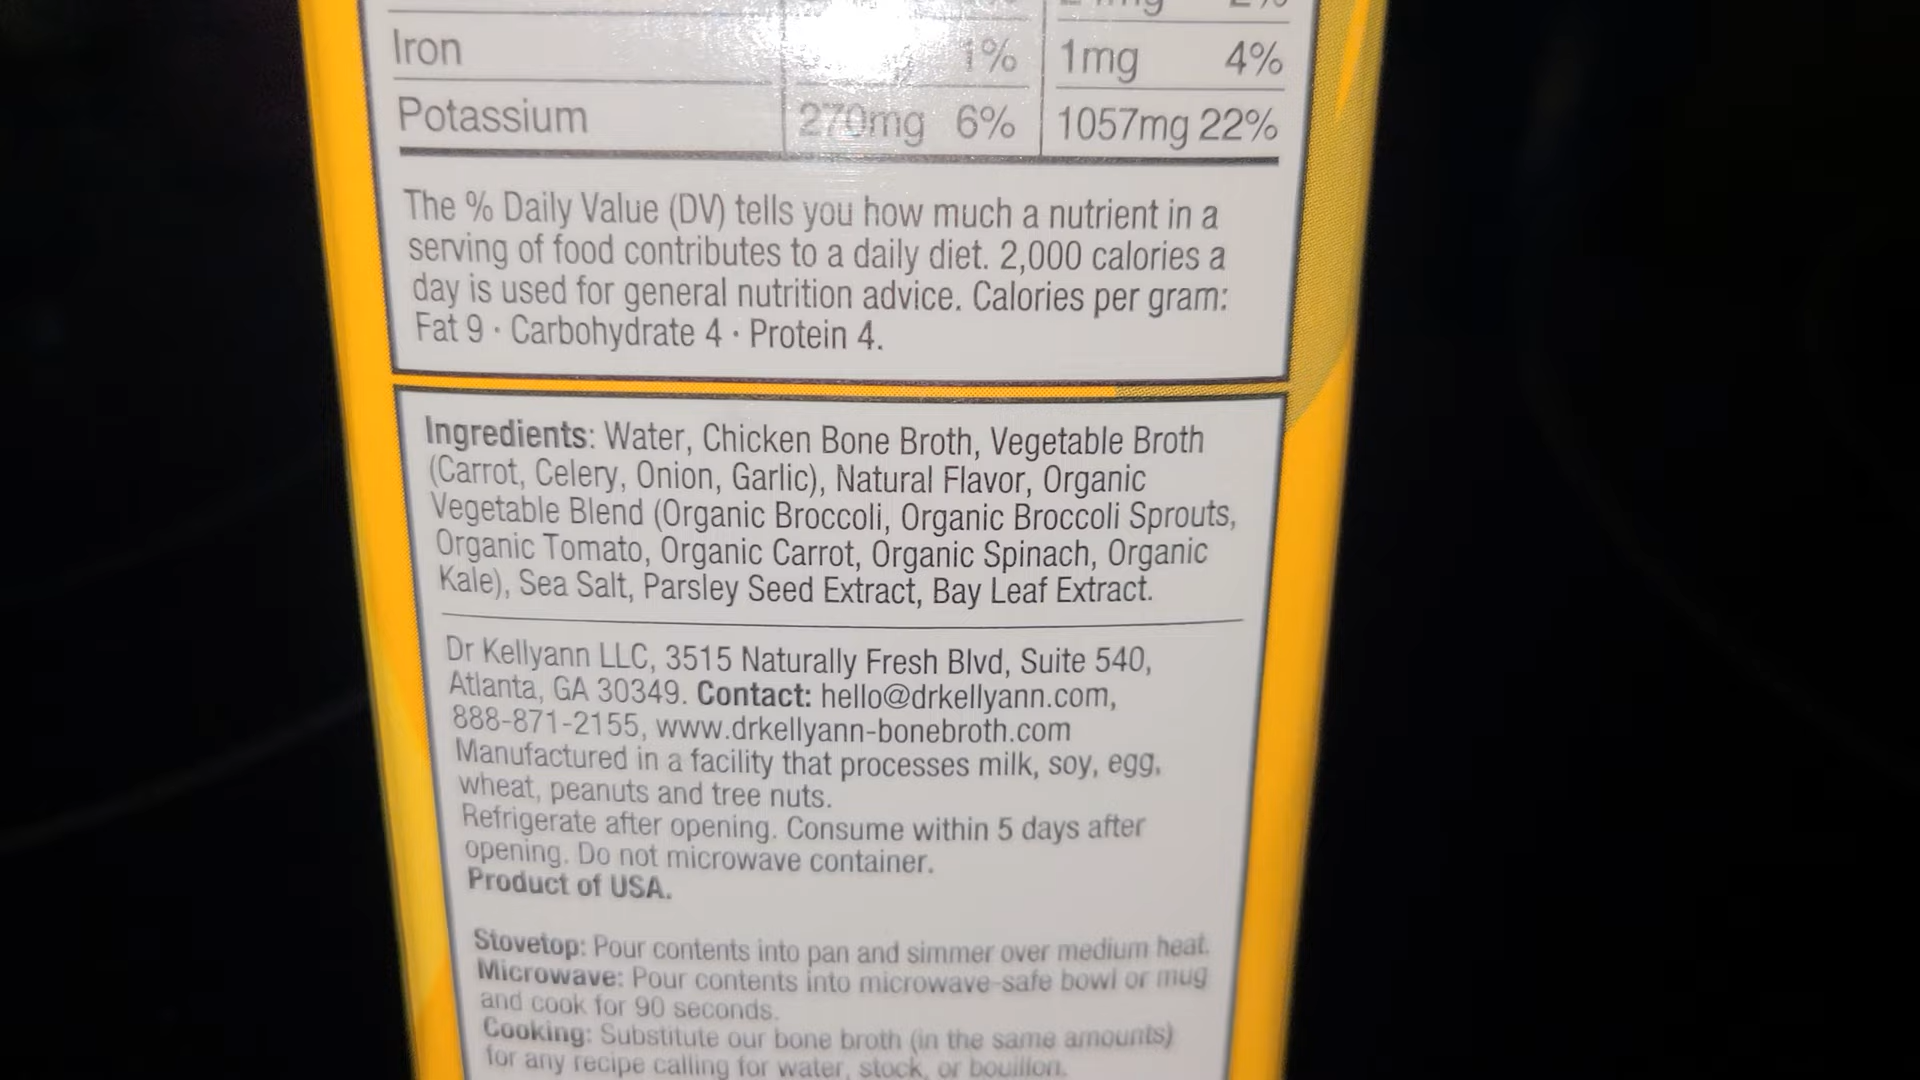 Iron 1% 1mg 4%
Potassium 270mg 6% 1057mg 22%
The % Daily Value (DV) tells you how much a nutrient in a
serving of food contributes to a daily diet. 2,000 calories a
day is used for general nutrition advice. Calories per gram:
Fat 9 · Carbohydrate 4 · Protein 4.
Ingredients: Water, Chicken Bone Broth, Vegetable Broth
(Carrot, Celery, Onion, Garlic), Natural Flavor, Organic
Vegetable Blend (Organic Broccoli, Organic Broccoli Sprouts,
Organic Tomato, Organic Carrot, Organic Spinach, Organic
Kale), Sea Salt, Parsley Seed Extract, Bay Leaf Extract.
Dr Kellyann LLC, 3515 Naturally Fresh Blvd, Suite 540,
Atlanta, GA 30349. Contact: hello@drkellyann.com,
888-871-2155, www.drkellyann-bonebroth.com
Manufactured in a facility that processes milk, soy, egg,
wheat, peanuts and tree nuts.
Refrigerate after opening. Consume within 5 days after
opening. Do not microwave container.
Product of USA.
Stovetop: Pour contents into pan and simmer over medium heat.
Microwave: Pour contents into microwave-safe bowl or mug
and cook for 90 seconds.
Cooking: Substitute our bone broth (in the same amounts)
for any recipe calling for water, stock, or bouillon.